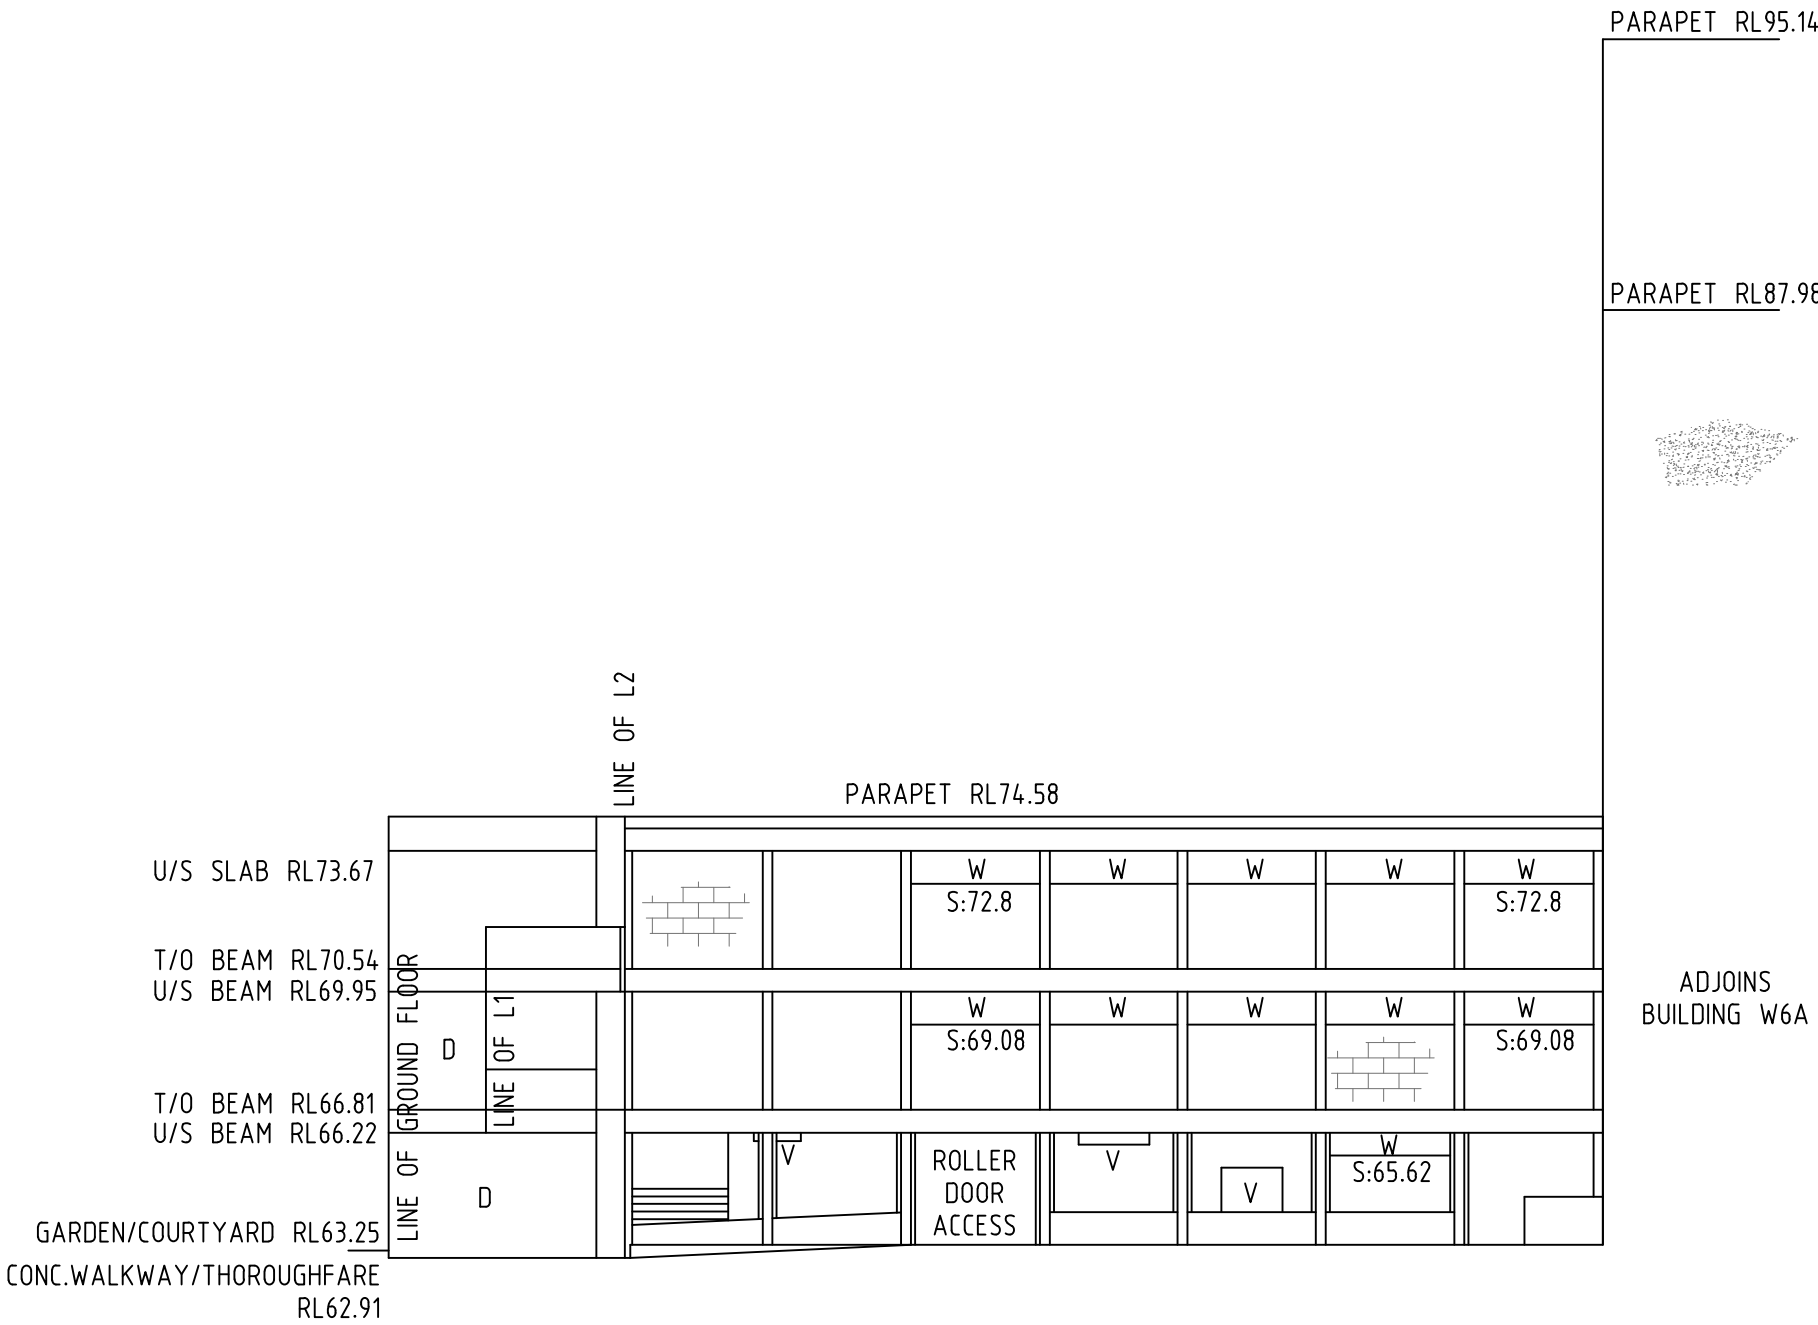 PARAPET RL95.14
PARAPET RL87.98
LINE OF L2
PARAPET RL74.58
U/S SLAB RL73.67
W W W W W
S:72.8 S:72.8
T/O BEAM RL70.54
U/S BEAM RL69.95
LINE OF GROUND FLOOR
LINE OF L1
D
W W W W W
S:69.08 S:69.08
ADJOINS
BUILDING W6A
T/O BEAM RL66.81
U/S BEAM RL66.22
D
V
ROLLER
DOOR
ACCESS
V
V
W
S:65.62
GARDEN/COURTYARD RL63.25
CONC.WALKWAY/THOROUGHFARE
RL62.91